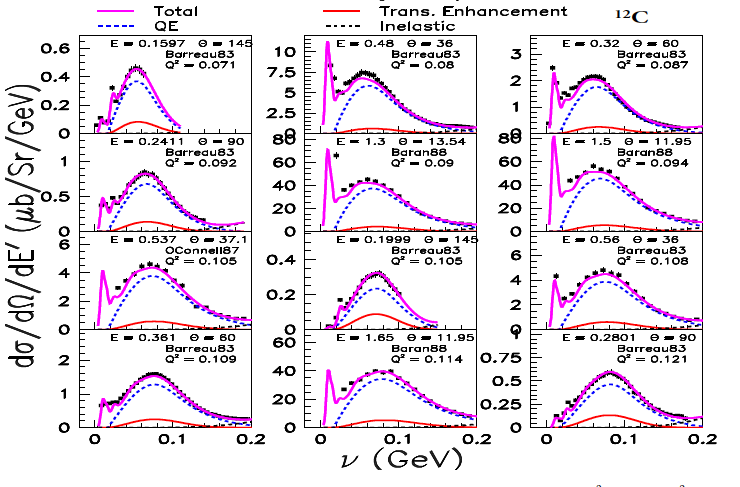 Total
Trans. Enhancement
QE
Inelastic
¹²C
dσ/dΩ/dE′ (μb/Sr/GeV)
E = 0.1597 Θ = 145
Barreau83
Q² = 0.071
0.6
0.4
0.2
0
E = 0.48 Θ = 36
Barreau83
Q² = 0.08
10
7.5
5
2.5
0
E = 0.32 Θ = 60
Barreau83
Q² = 0.087
3
2
1
0
E = 0.2411 Θ = 90
Barreau83
Q² = 0.092
1
0.5
0
E = 1.3 Θ = 13.54
Baran88
Q² = 0.09
80
60
40
20
0
E = 1.5 Θ = 11.95
Baran88
Q² = 0.094
80
60
40
20
0
E = 0.537 Θ = 37.1
OConnell87
Q² = 0.105
6
4
2
0
E = 0.1999 Θ = 145
Barreau83
Q² = 0.105
0.4
0.2
0
E = 0.56 Θ = 36
Barreau83
Q² = 0.108
6
4
2
0
E = 0.361 Θ = 60
Barreau83
Q² = 0.109
2
1
0
E = 1.65 Θ = 11.95
Baran88
Q² = 0.114
60
40
20
0
E = 0.2801 Θ = 90
Barreau83
Q² = 0.121
1
0.75
0.5
0.25
0
0 0.1 0.2
0 0.1 0.2
0 0.1 0.2
ν (GeV)